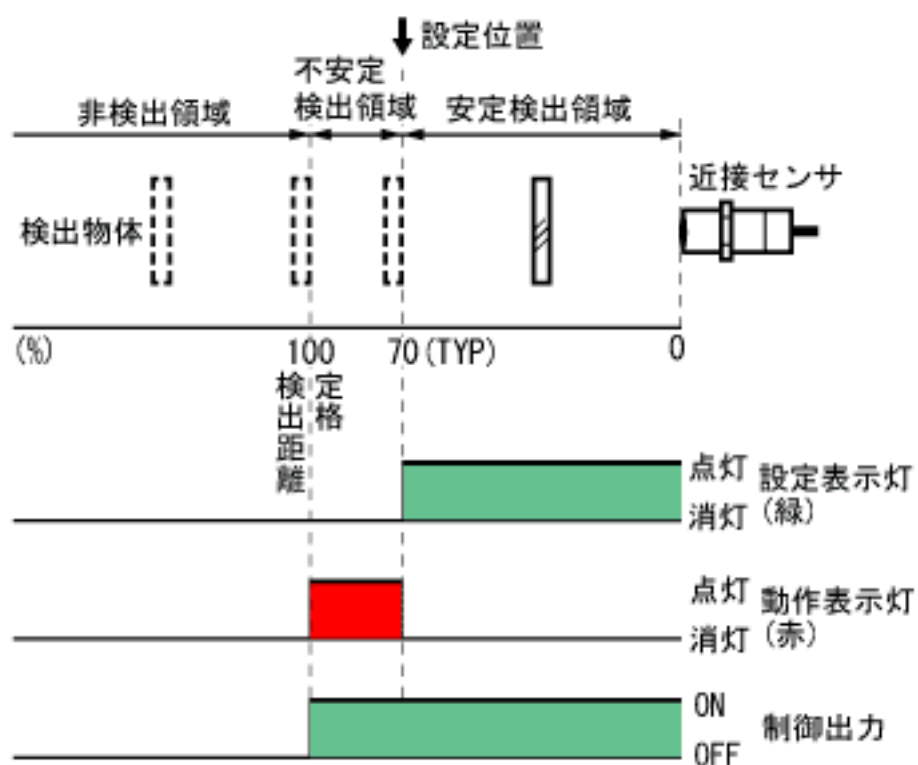 設定位置
不安定
検出領域
非検出領域
安定検出領域
近接センサ
検出物体
(%)
100
70(TYP)
0
定格
検出距離
点灯
消灯
設定表示灯
(緑)
点灯
消灯
動作表示灯
(赤)
ON
OFF
制御出力